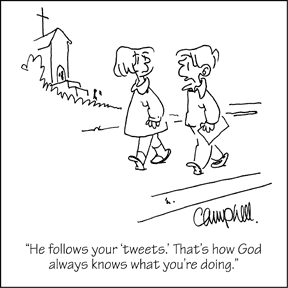 Campbell.
“He follows your ‘tweets.’ That’s how God
always knows what you’re doing.”